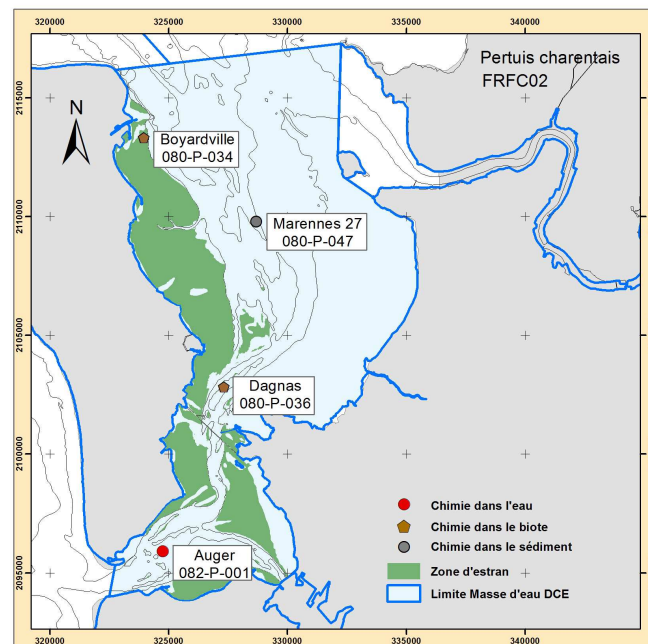 320000 325000 330000 335000 340000
Pertuis charentais
FRFC02
N
2115000
Boyardville
080-P-034
2110000
Marennes 27
080-P-047
2105000
Dagnas
080-P-036
2100000
Chimie dans l'eau
Chimie dans le biote
Chimie dans le sédiment
Auger
082-P-001
Zone d'estran
2095000
Limite Masse d'eau DCE
320000 325000 330000 335000 340000